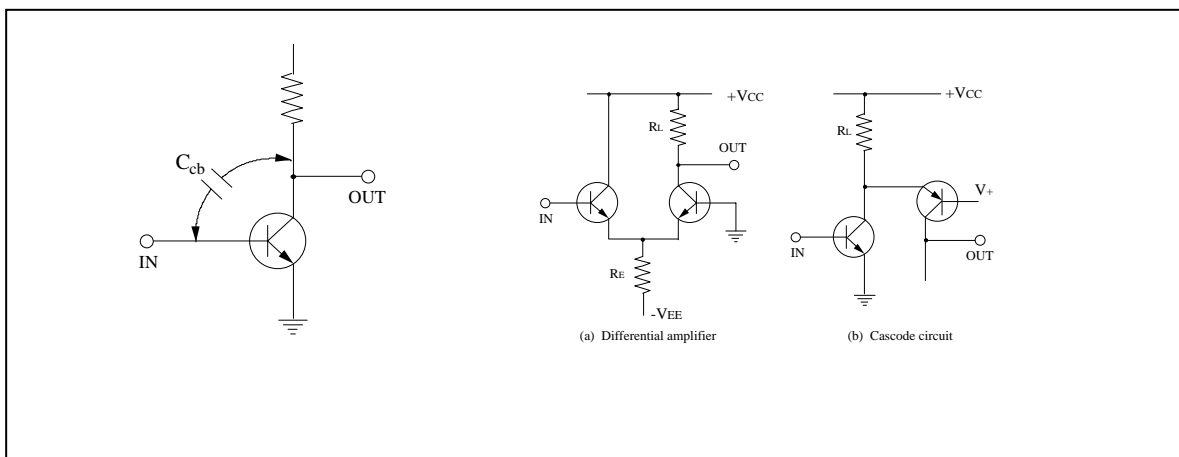 Ccb
OUT
IN
+VCC
RL
OUT
IN
RE
-VEE
(a) Differential amplifier
+VCC
RL
V+
IN
OUT
(b) Cascode circuit